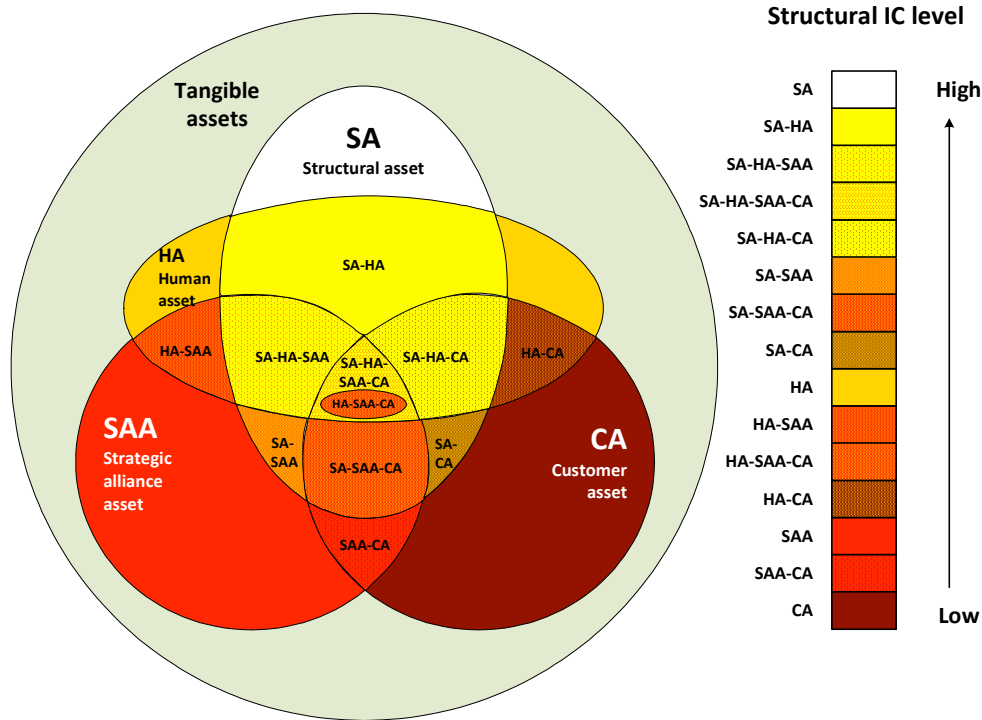 Structural IC level
Tangible
assets
SA
Structural asset
HA
Human
asset
SA-HA
HA-SAA
SA-HA-SAA
SA-HA-
SAA-CA
SA-HA-CA
HA-CA
HA-SAA-CA
SAA
Strategic
alliance
asset
SA-
SAA
SA-SAA-CA
SA-
CA
CA
Customer
asset
SAA-CA
SA
SA-HA
SA-HA-SAA
SA-HA-SAA-CA
SA-HA-CA
SA-SAA
SA-SAA-CA
SA-CA
HA
HA-SAA
HA-SAA-CA
HA-CA
SAA
SAA-CA
CA
High
Low